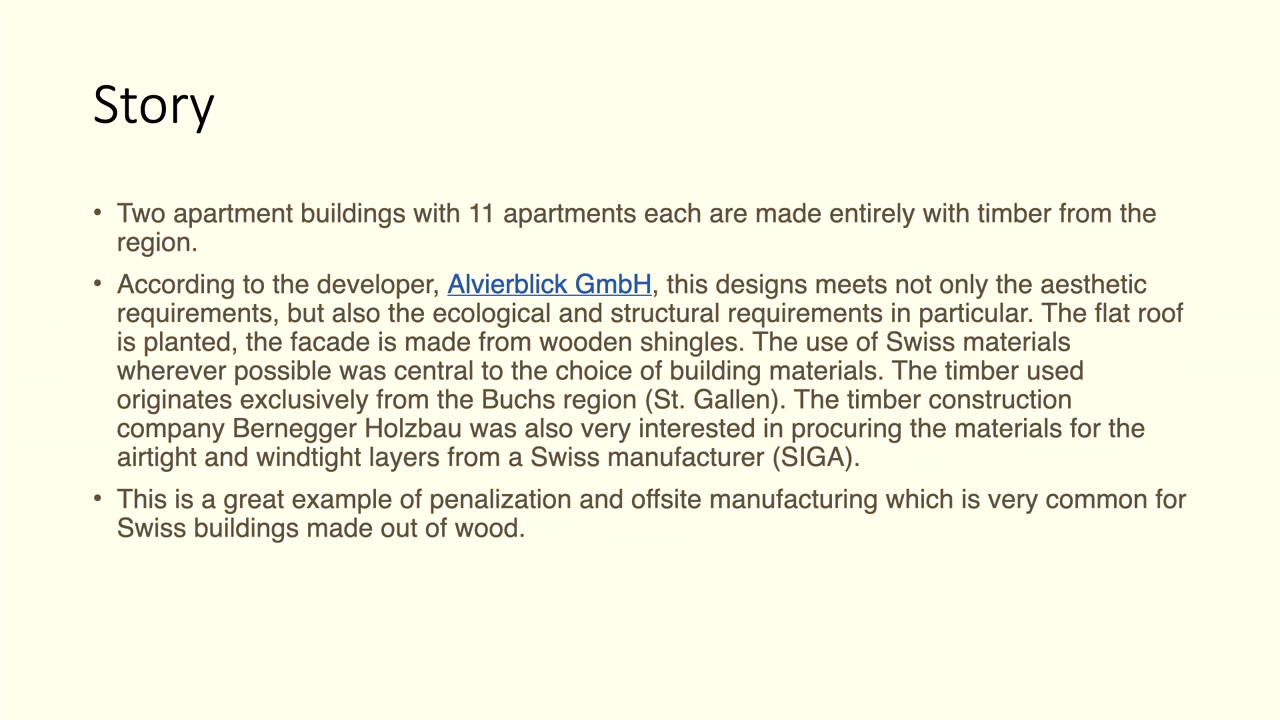 Story
• Two apartment buildings with 11 apartments each are made entirely with timber from the
region.
• According to the developer, Alvierblick GmbH, this designs meets not only the aesthetic
requirements, but also the ecological and structural requirements in particular. The flat roof
is planted, the facade is made from wooden shingles. The use of Swiss materials
wherever possible was central to the choice of building materials. The timber used
originates exclusively from the Buchs region (St. Gallen). The timber construction
company Bernegger Holzbau was also very interested in procuring the materials for the
airtight and windtight layers from a Swiss manufacturer (SIGA).
• This is a great example of penalization and offsite manufacturing which is very common for
Swiss buildings made out of wood.